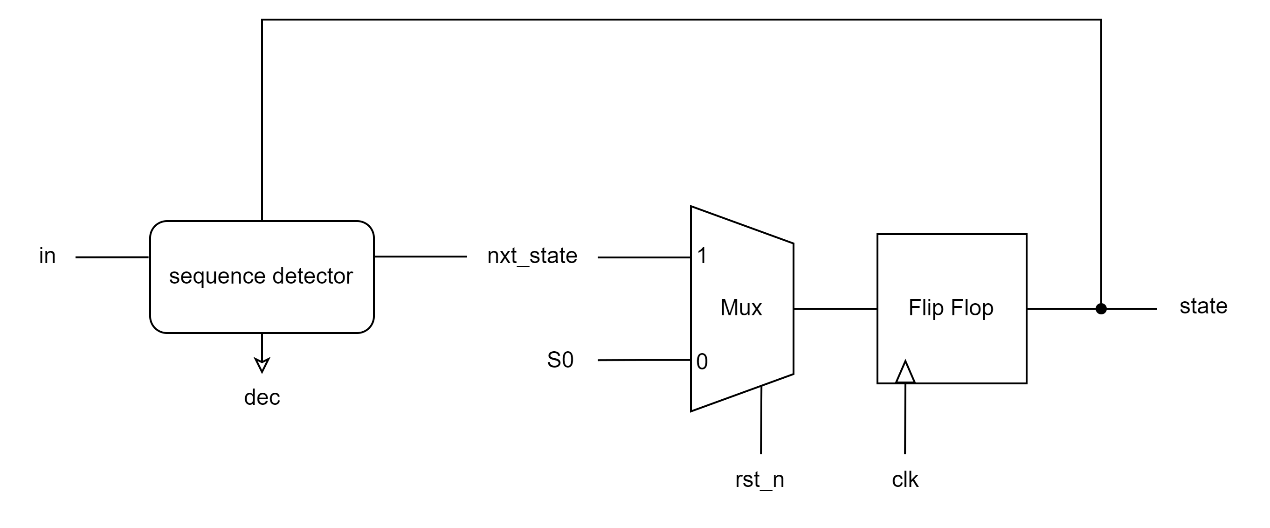 in
sequence detector
nxt_state
1
Mux
Flip Flop
state
S0
0
dec
rst_n
clk